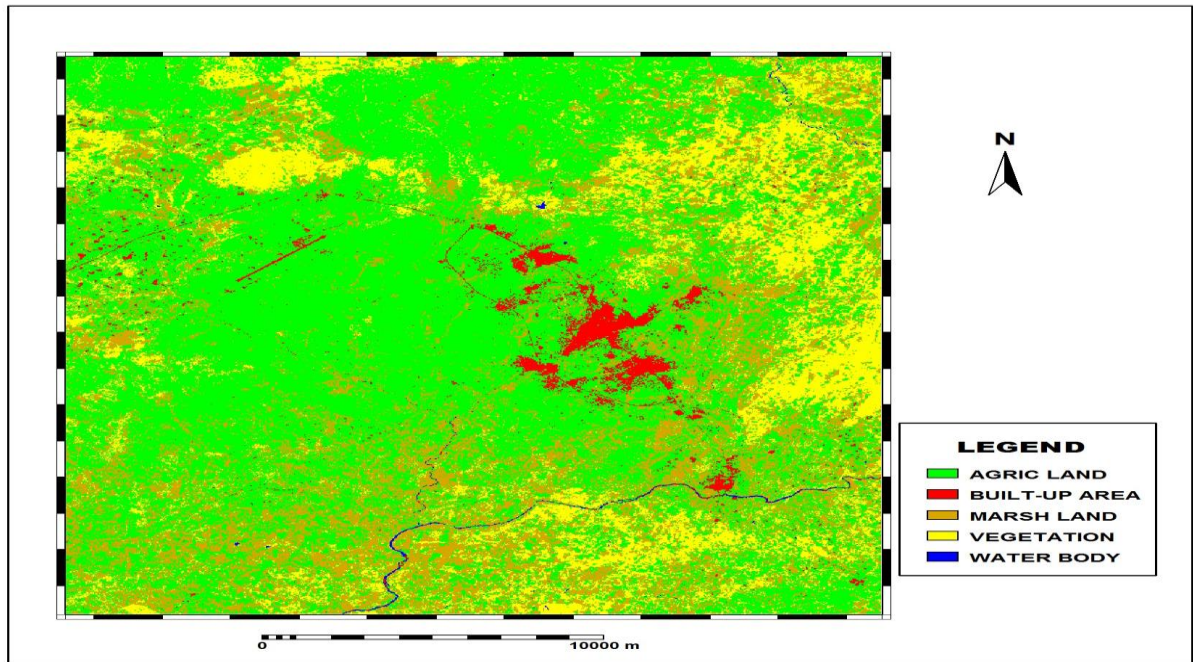 N
LEGEND
AGRIC LAND
BUILT-UP AREA
MARSH LAND
VEGETATION
WATER BODY
0 10000 m